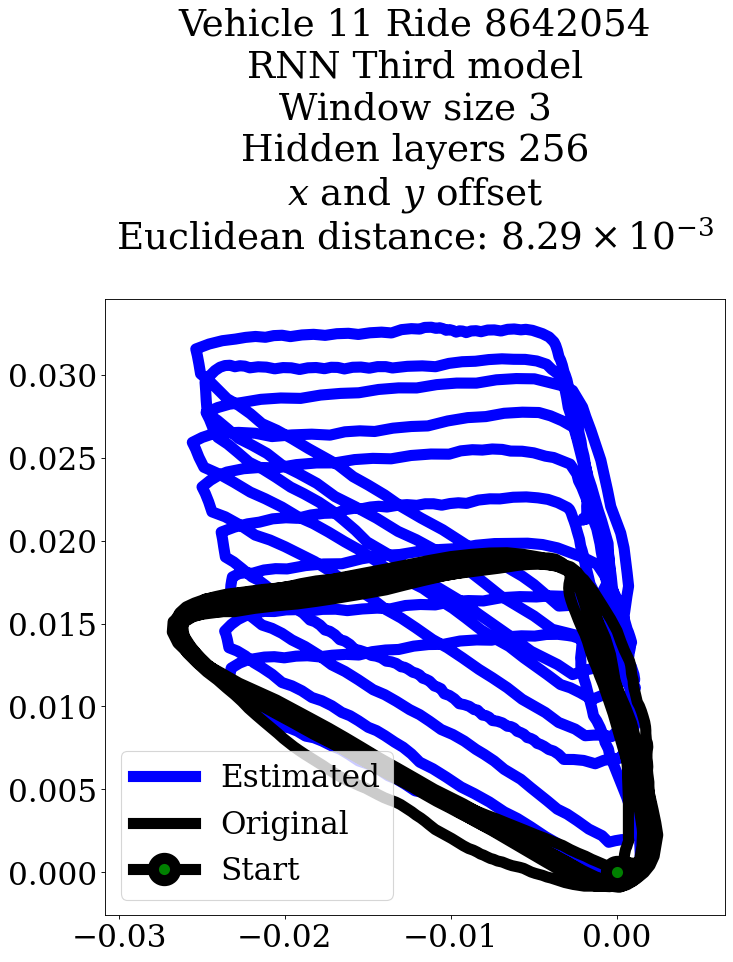 Vehicle 11 Ride 8642054
RNN Third model
Window size 3
Hidden layers 256
x and y offset
Euclidean distance: 8.29 × 10⁻³
0.030
0.025
0.020
0.015
0.010
0.005
0.000
Estimated
Original
Start
−0.03 −0.02 −0.01 0.00